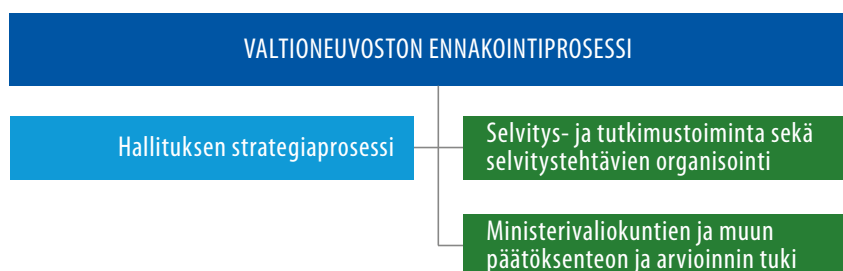 VALTIONEUVOSTON ENNAKOINTIPROSESSI
Hallituksen strategiaprosessi
Selvitys- ja tutkimustoiminta sekä
selvitystehtävien organisointi
Ministerivaliokuntien ja muun
päätöksenteon ja arvioinnin tuki